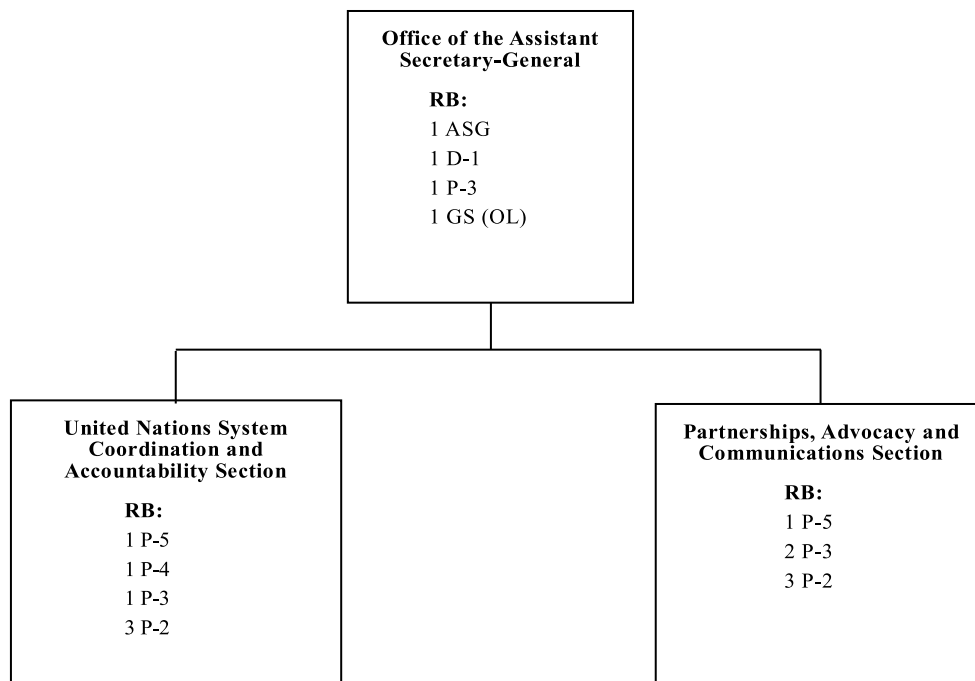 Office of the Assistant
Secretary-General
RB:
1 ASG
1 D-1
1 P-3
1 GS (OL)
United Nations System
Coordination and
Accountability Section
RB:
1 P-5
1 P-4
1 P-3
3 P-2
Partnerships, Advocacy and
Communications Section
RB:
1 P-5
2 P-3
3 P-2